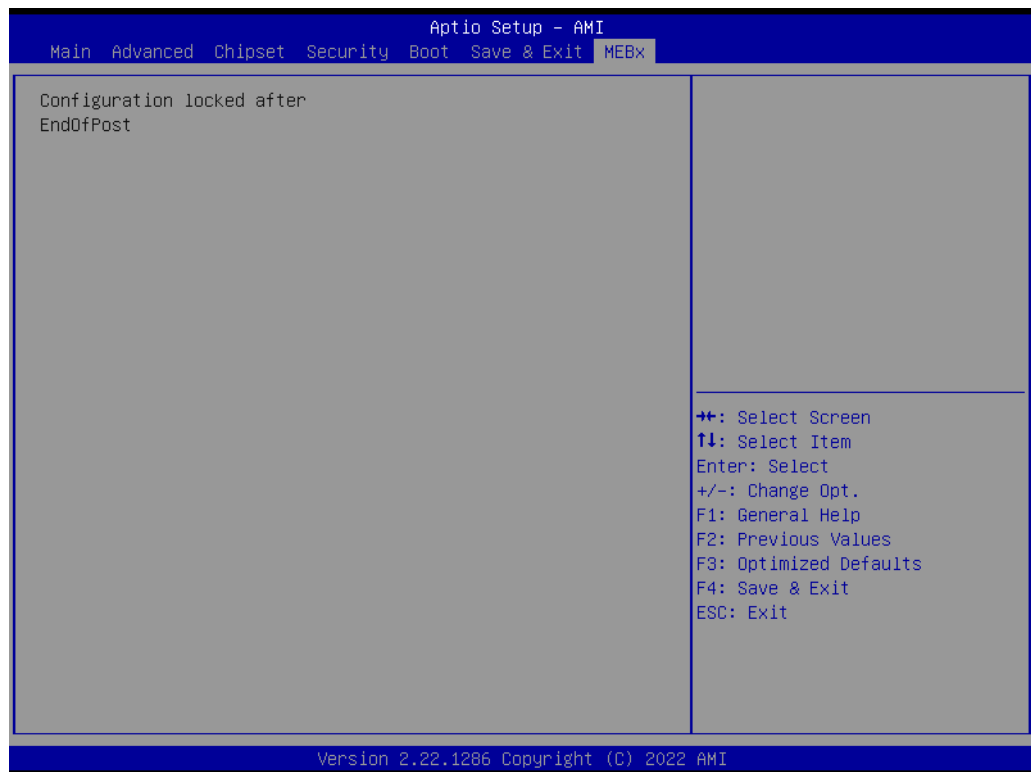 Aptio Setup – AMI
Main Advanced Chipset Security Boot Save & Exit MEBx
Configuration locked after
EndOfPost
→←: Select Screen
↑↓: Select Item
Enter: Select
+/-: Change Opt.
F1: General Help
F2: Previous Values
F3: Optimized Defaults
F4: Save & Exit
ESC: Exit
Version 2.22.1286 Copyright (C) 2022 AMI